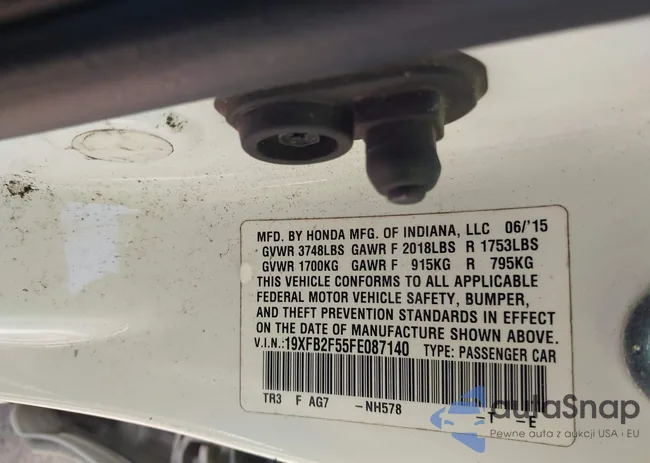 MFD. BY HONDA MFG. OF INDIANA, LLC 06/'15
GVWR 3748LBS GAWR F 2018LBS R 1753LBS
GVWR 1700KG GAWR F 915KG R 795KG
THIS VEHICLE CONFORMS TO ALL APPLICABLE
FEDERAL MOTOR VEHICLE SAFETY, BUMPER,
AND THEFT PREVENTION STANDARDS IN EFFECT
ON THE DATE OF MANUFACTURE SHOWN ABOVE.
V.I.N.: 19XFB2F55FE087140 TYPE: PASSENGER CAR
TR3 F AG7 -NH578 - E
autoSnap
Pewne auta z aukcji USA i EU